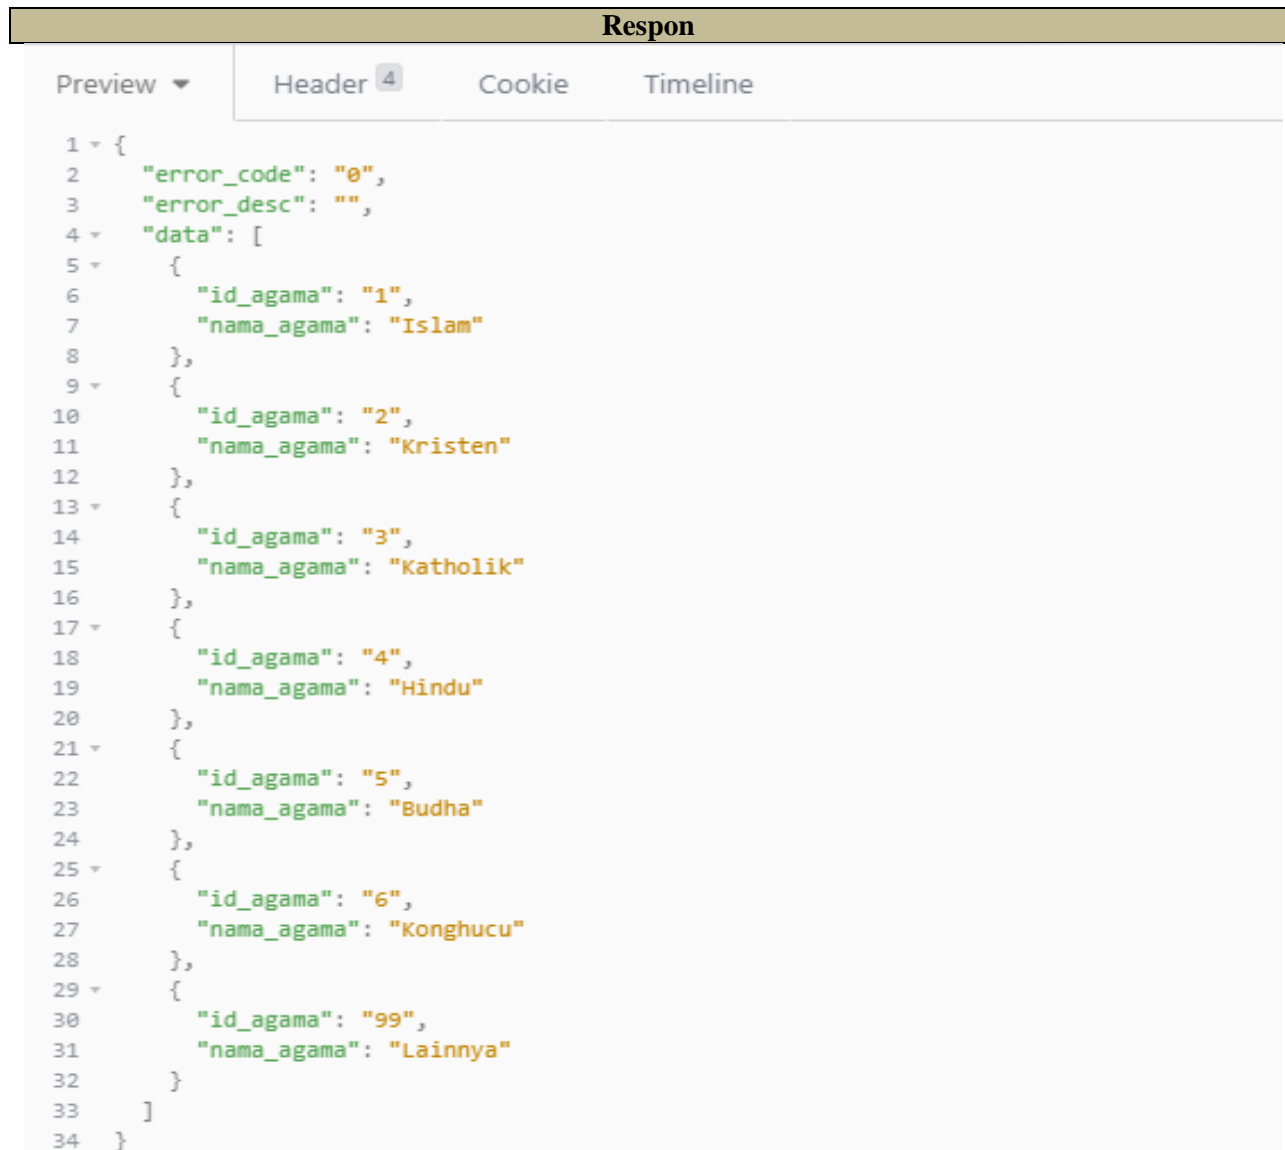 Respon
Preview Header 4 Cookie Timeline
1 {
2 "error_code": "0",
3 "error_desc": "",
4 "data": [
5 {
6 "id_agama": "1",
7 "nama_agama": "Islam"
8 },
9 {
10 "id_agama": "2",
11 "nama_agama": "Kristen"
12 },
13 {
14 "id_agama": "3",
15 "nama_agama": "Katholik"
16 },
17 {
18 "id_agama": "4",
19 "nama_agama": "Hindu"
20 },
21 {
22 "id_agama": "5",
23 "nama_agama": "Budha"
24 },
25 {
26 "id_agama": "6",
27 "nama_agama": "Konghucu"
28 },
29 {
30 "id_agama": "99",
31 "nama_agama": "Lainnya"
32 }
33 ]
34 }